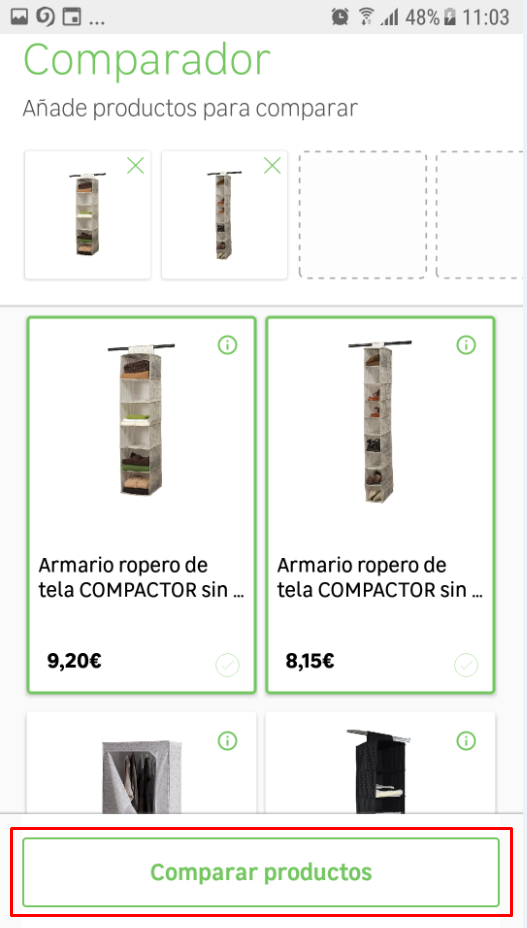 ... 48% 11:03
Comparador
Añade productos para comparar
Armario ropero de
tela COMPACTOR sin ...
9,20€
Armario ropero de
tela COMPACTOR sin ...
8,15€
Comparar productos